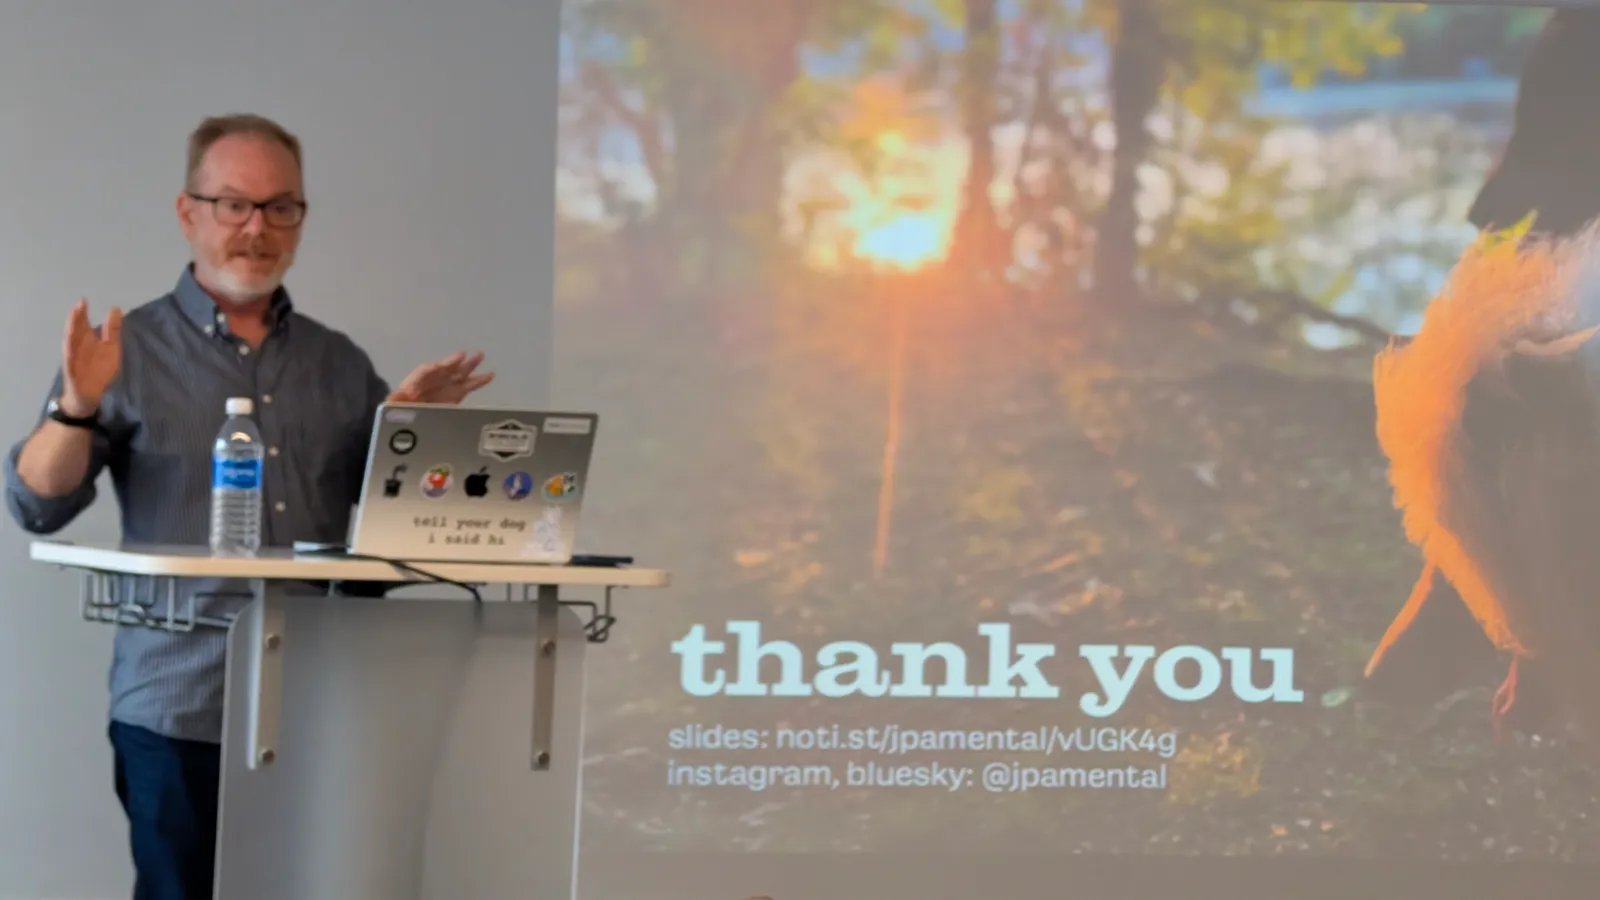 tell your dog
i said hi
thank you
slides: noti.st/jpamental/vUGK4g
instagram, bluesky: @jpamental